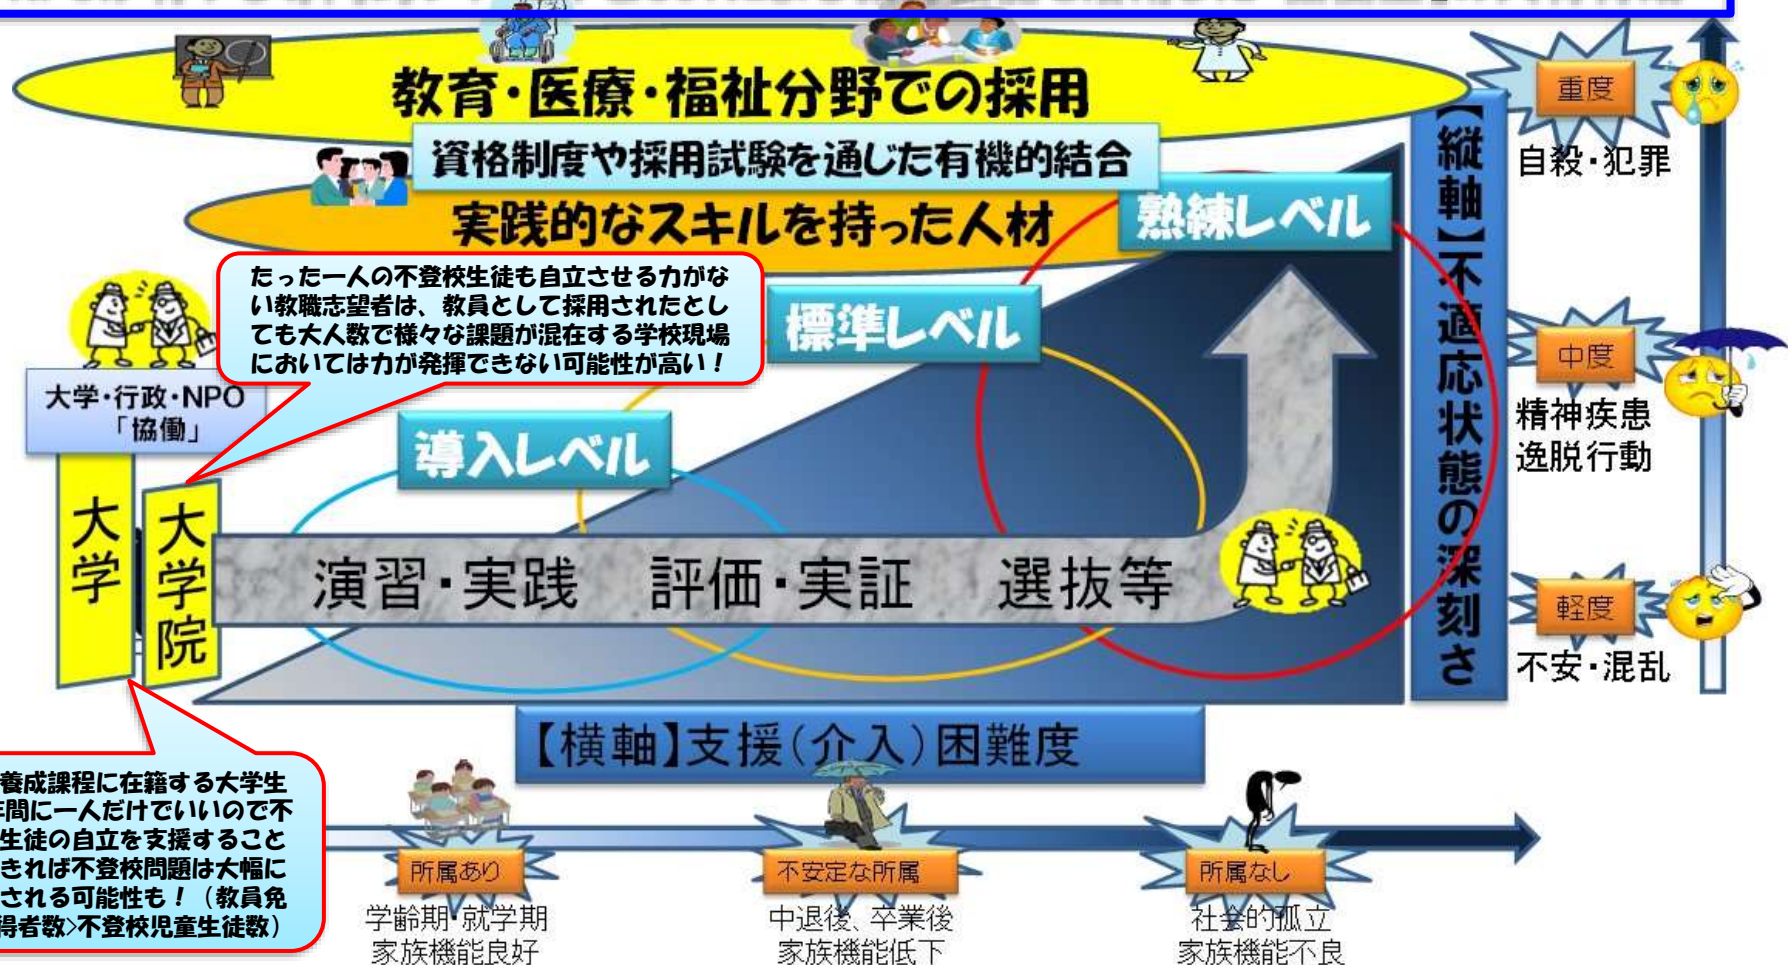 教育・医療・福祉分野での採用
資格制度や採用試験を通じた有機的結合
実践的なスキルを持った人材
熟練レベル
標準レベル
導入レベル
たった一人の不登校生徒も自立させる力がな
い教職志望者は、教員として採用されたとし
ても大人数で様々な課題が混在する学校現場
においては力が発揮できない可能性が高い！
大学・行政・NPO
「協働」
大学
大学院
演習・実践 評価・実証 選抜等
【縦軸】不適応状態の深刻さ
重度
自殺・犯罪
中度
精神疾患
逸脱行動
軽度
不安・混乱
【横軸】支援(介入)困難度
養成課程に在籍する大学生
年間に一人だけでいいので不
生徒の自立を支援すること
きれば不登校問題は大幅に
される可能性も！（教員免
得者数>不登校児童生徒数）
所属あり
学齢期・就学期
家族機能良好
不安定な所属
中退後、卒業後
家族機能低下
所属なし
社会的孤立
家族機能不良